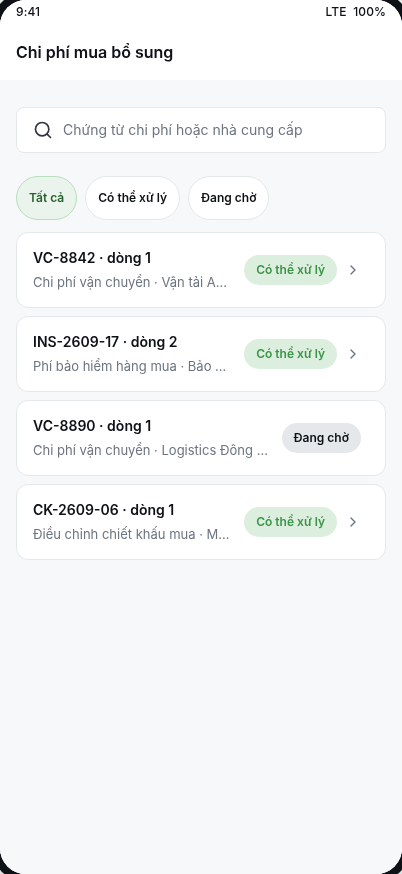 9:41
LTE 100%
Chi phí mua bổ sung
Chứng từ chi phí hoặc nhà cung cấp
Tất cả
Có thể xử lý
Đang chờ
VC-8842 · dòng 1
Chi phí vận chuyển · Vận tải A...
Có thể xử lý
INS-2609-17 · dòng 2
Phí bảo hiểm hàng mua · Bảo ...
Có thể xử lý
VC-8890 · dòng 1
Chi phí vận chuyển · Logistics Đông ...
Đang chờ
CK-2609-06 · dòng 1
Điều chỉnh chiết khấu mua · M...
Có thể xử lý